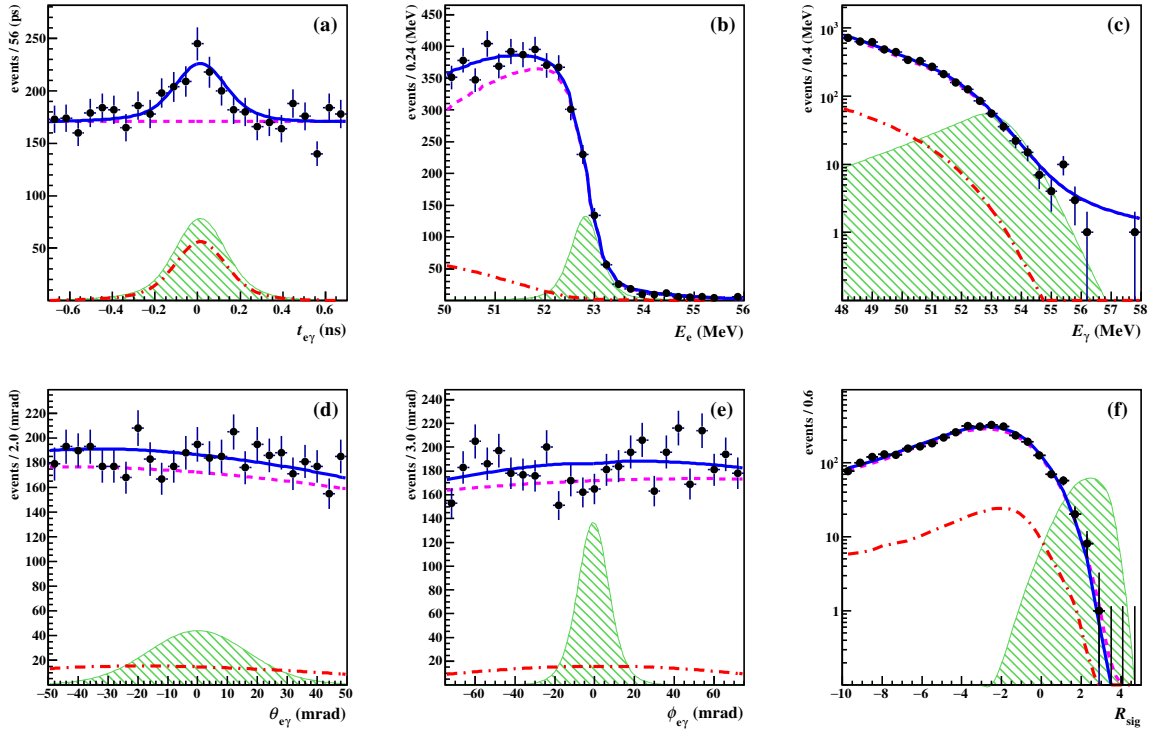 (a)
events / 56 (ps)
250
200
150
100
50
−0.6 −0.4 −0.2 0 0.2 0.4 0.6
t_eγ (ns)
(b)
events / 0.24 (MeV)
450
400
350
300
250
200
150
100
50
50 51 52 53 54 55 56
E_e (MeV)
(c)
events / 0.4 (MeV)
10³
10²
10
1
48 49 50 51 52 53 54 55 56 57 58
E_γ (MeV)
(d)
events / 2.0 (mrad)
220
200
180
160
140
120
100
80
60
40
20
−50 −40 −30 −20 −10 0 10 20 30 40 50
θ_eγ (mrad)
(e)
events / 3.0 (mrad)
240
220
200
180
160
140
120
100
80
60
40
20
−60 −40 −20 0 20 40 60
ϕ_eγ (mrad)
(f)
events / 0.6
10²
10
1
−10 −8 −6 −4 −2 0 2 4
R_sig